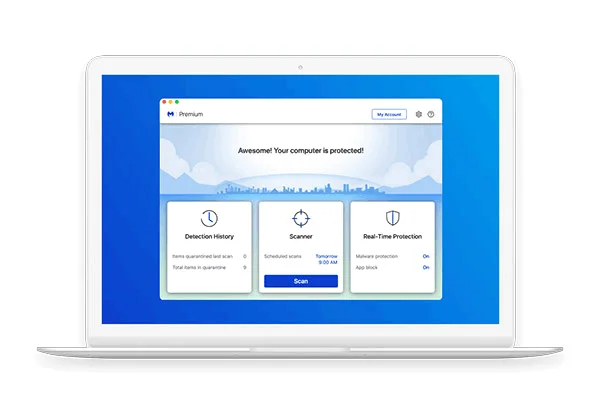 Premium
My Account
Awesome! Your computer is protected!
Detection History
Items quarantined last scan 0
Total items in quarantine 0
Scanner
Scheduled scans Tomorrow
9:00 AM
Scan
Real-Time Protection
Malware protection On
App block On